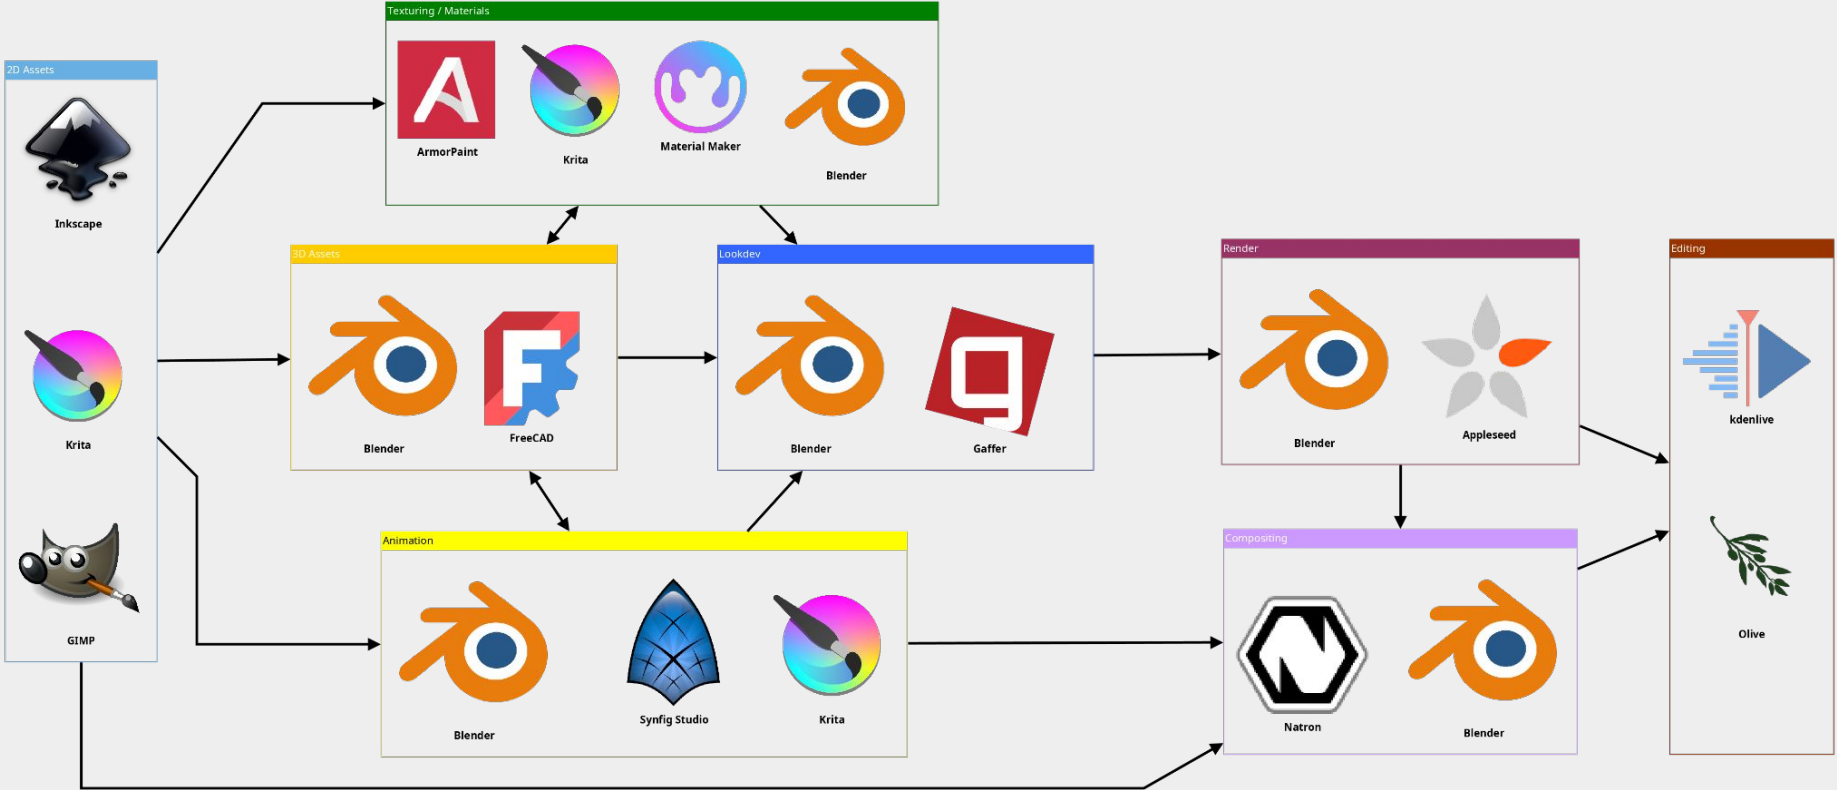 Texturing / Materials
ArmorPaint
Krita
Material Maker
Blender
2D Assets
Inkscape
Krita
GIMP
3D Assets
Blender
FreeCAD
Lookdev
Blender
Gaffer
Render
Blender
Appleseed
Editing
kdenlive
Olive
Animation
Blender
Synfig Studio
Krita
Compositing
Natron
Blender